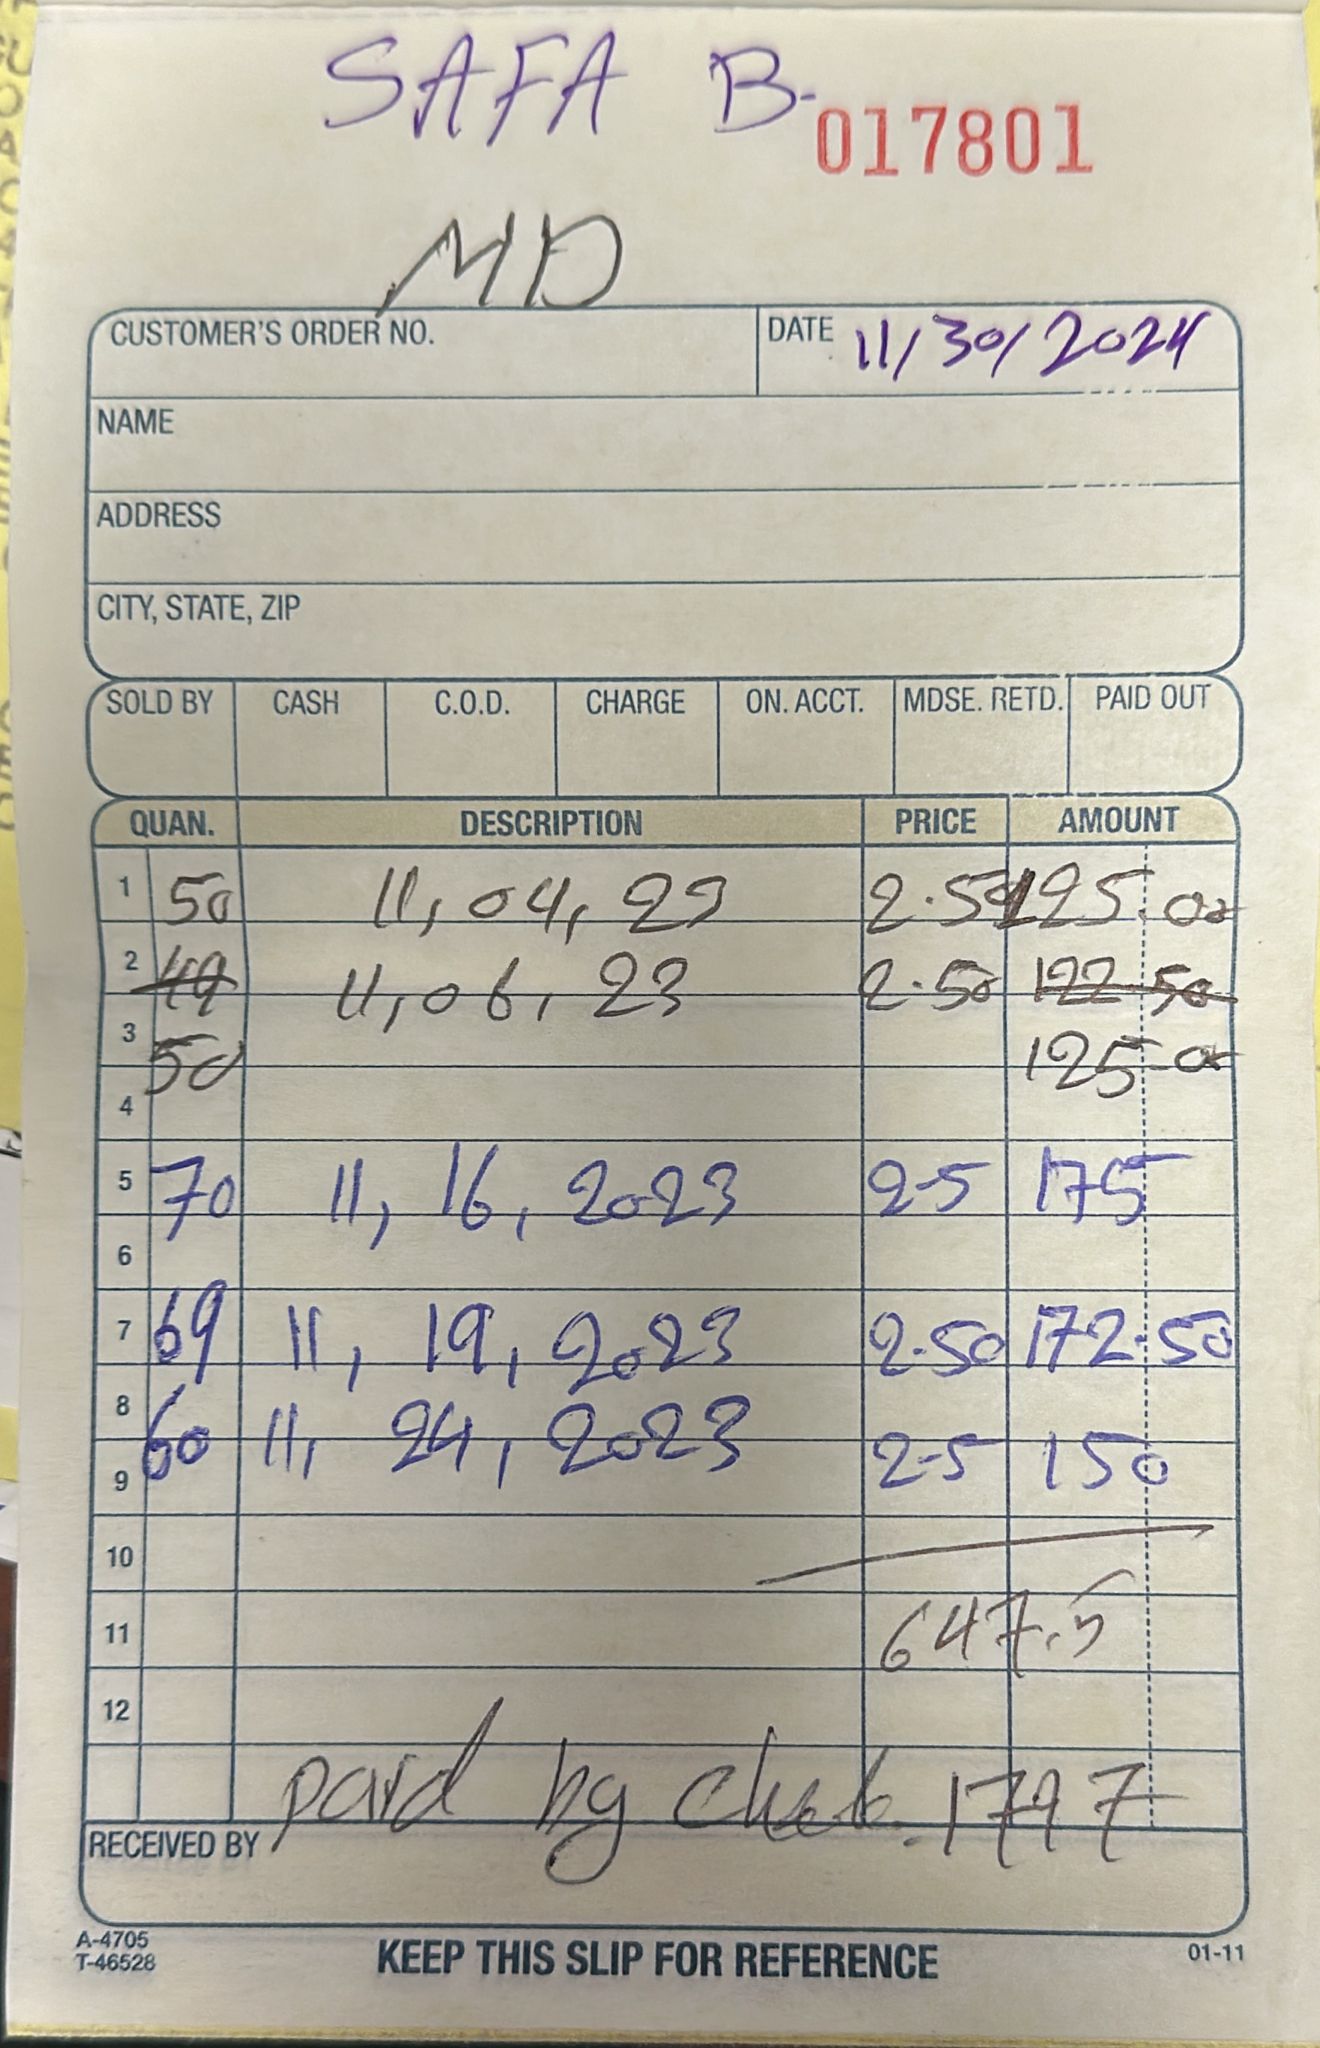 SAFA B-
017801
MD
CUSTOMER'S ORDER NO. DATE 11/30/2024
NAME
ADDRESS
CITY, STATE, ZIP
SOLD BY CASH C.O.D. CHARGE ON. ACCT. MDSE. RETD. PAID OUT
QUAN. DESCRIPTION PRICE AMOUNT
1 50 11,04,23 2.50 125.00
2 49 11,06,23 2.50 122.50
3 50 125.00
4
5 70 11,16,2023 2.5 175
6
7 69 11,19,2023 2.50 172.50
8 60 11,24,2023 2.5 150
9
10
11 647.5
12
paid by check. 1797
RECEIVED BY
A-4705
T-46528
KEEP THIS SLIP FOR REFERENCE
01-11